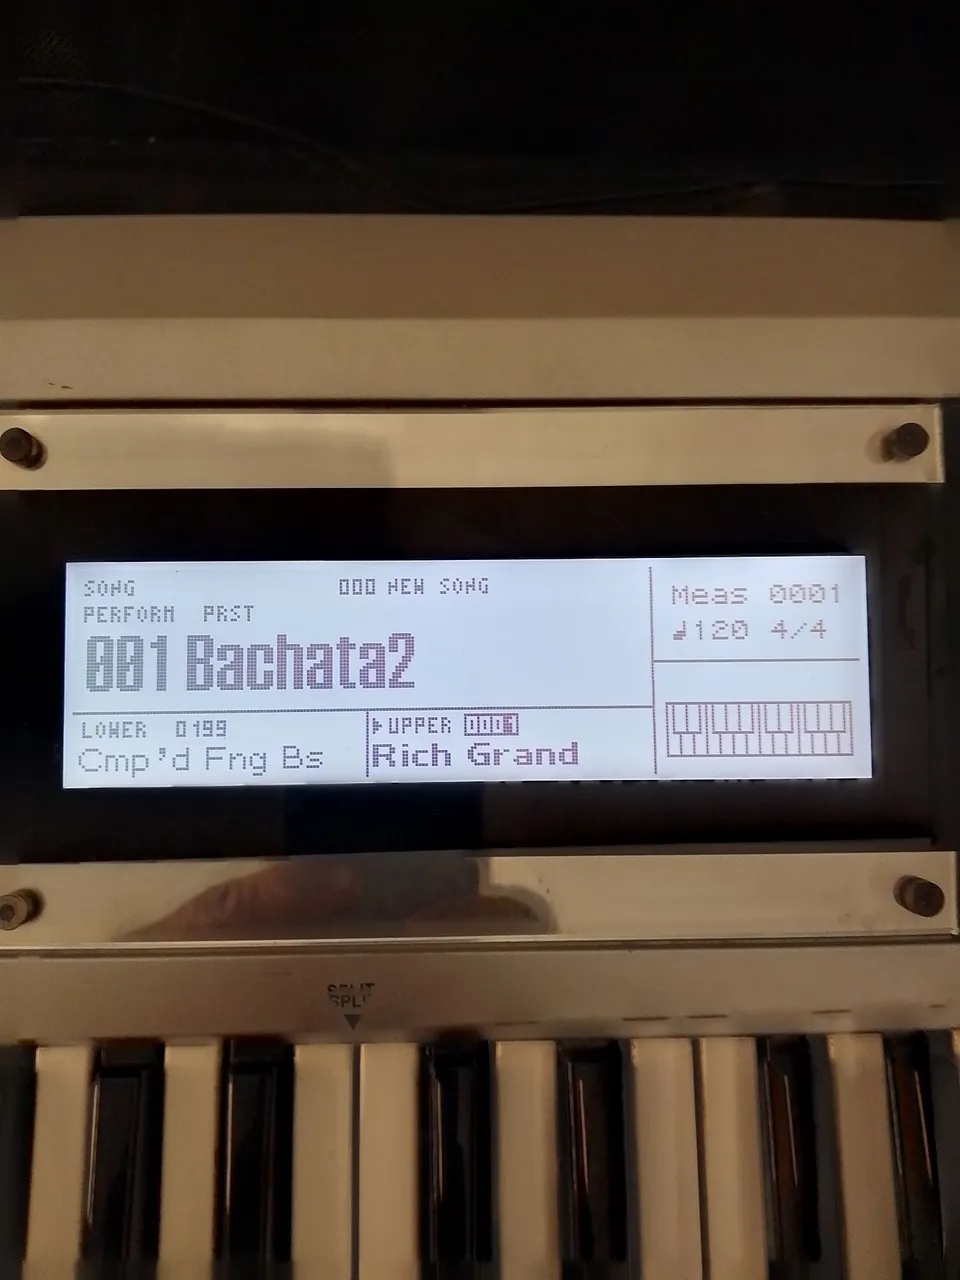 SONG 000 NEW SONG
PERFORM PRST
001 Bachata2
Meas 0001
♩120 4/4
LOWER 0199
Cmp'd Fng Bs
▶UPPER
Rich Grand
SPLIT